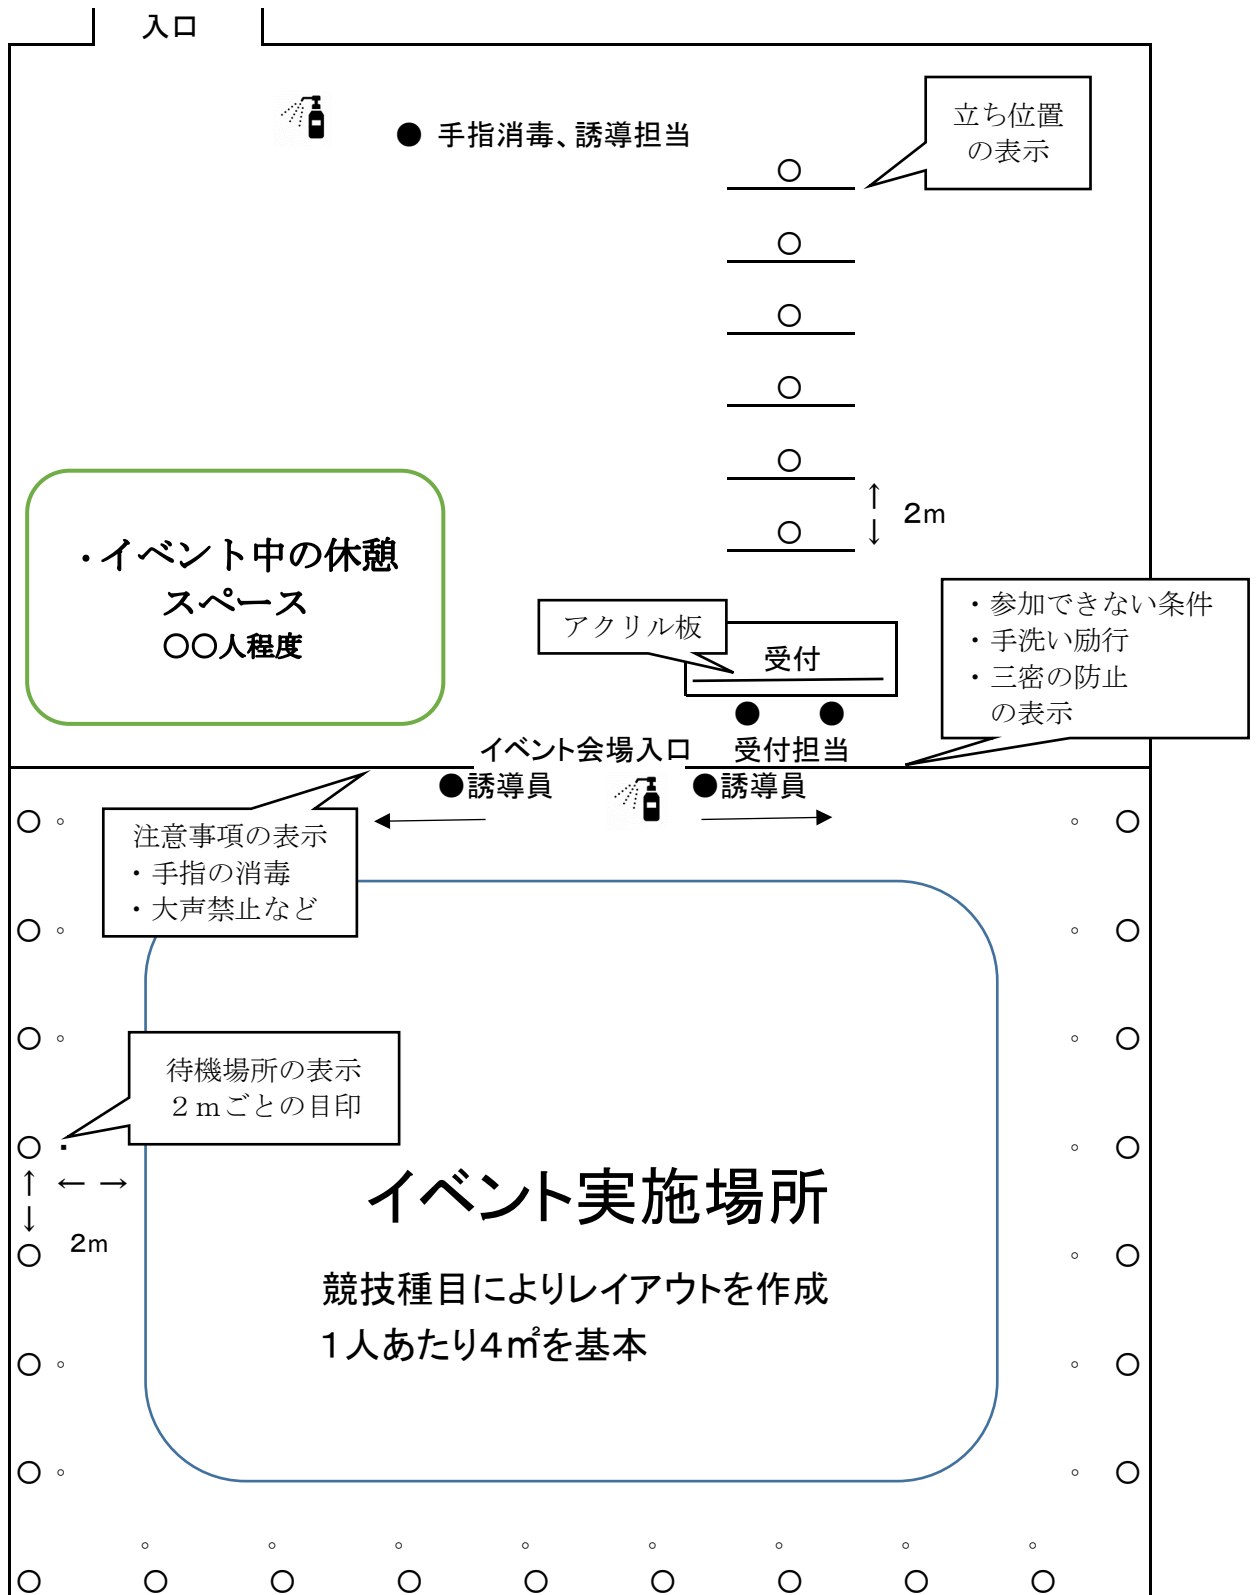 入口
● 手指消毒、誘導担当
立ち位置
の表示
2m
・イベント中の休憩
スペース
〇〇人程度
アクリル板
受付
・参加できない条件
・手洗い励行
・三密の防止
の表示
イベント会場入口
受付担当
●誘導員
●誘導員
注意事項の表示
・手指の消毒
・大声禁止など
待機場所の表示
２ｍごとの目印
2m
イベント実施場所
競技種目によりレイアウトを作成
1人あたり4㎡を基本